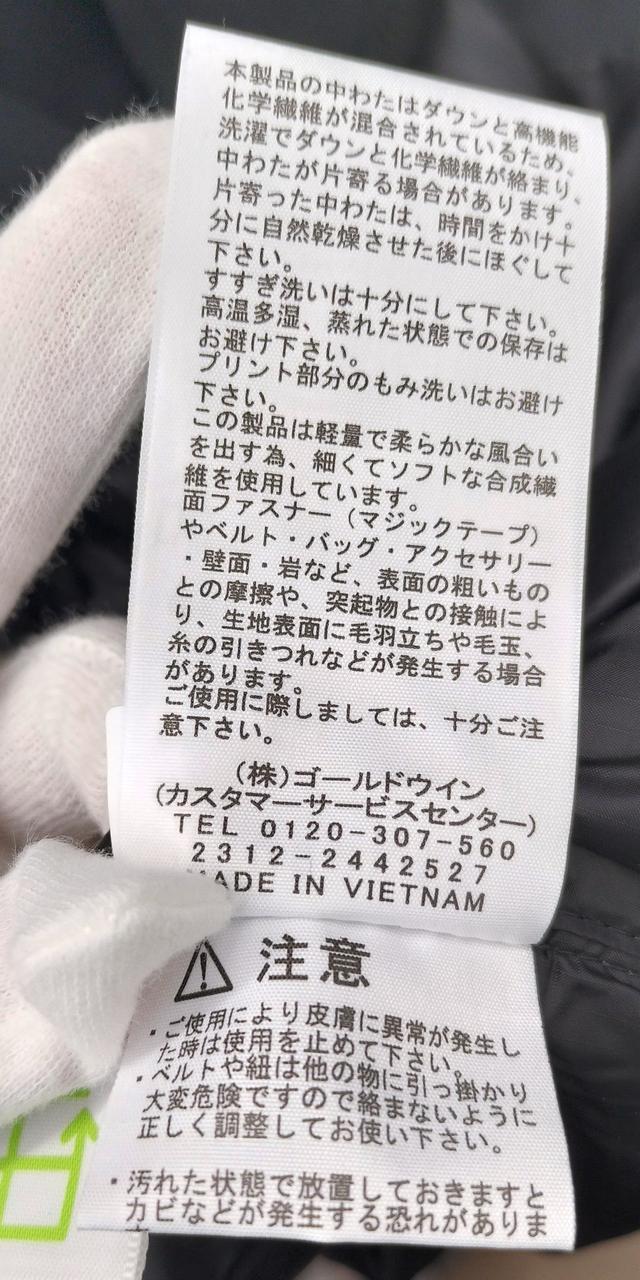 本製品の中わたはダウンと高機能
化学繊維が混合されているため、
洗濯でダウンと化学繊維が絡まり、
中わたが片寄る場合があります。
片寄った中わたは、時間をかけ十
分に自然乾燥させた後にほぐして
下さい。
すすぎ洗いは十分にして下さい。
高温多湿、蒸れた状態での保存は
お避け下さい。
プリント部分のもみ洗いはお避け
下さい。
この製品は軽量で柔らかな風合い
を出す為、細くてソフトな合成繊
維を使用しています。
面ファスナー(マジックテープ)
やベルト・バッグ・アクセサリー
・壁面・岩など、表面の粗いもの
との摩擦や、突起物との接触によ
り、生地表面に毛羽立ちや毛玉、
糸の引きつれなどが発生する場合
があります。
ご使用に際しましては、十分ご注
意下さい。
(株)ゴールドウイン
(カスタマーサービスセンター)
TEL 0120-307-560
2312-2442527
MADE IN VIETNAM
注意
・ご使用により皮膚に異常が発生し
た時は使用を止めて下さい。
・ベルトや紐は他の物に引っ掛かり
大変危険ですので絡まないように
正しく調整してお使い下さい。
・汚れた状態で放置しておきますと
カビなどが発生する恐れがありま